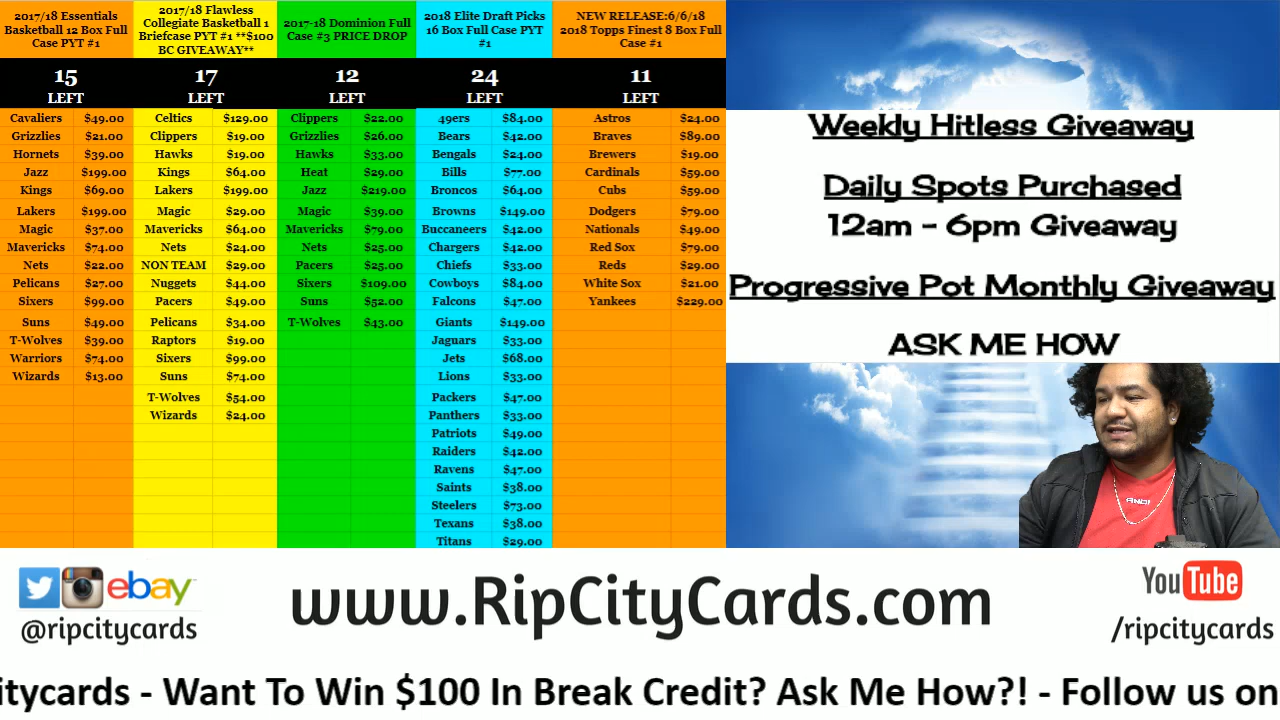 2017/18 Essentials
Basketball 12 Box Full
Case PYT #1
15
LEFT
Cavaliers $49.00
Grizzlies $21.00
Hornets $39.00
Jazz $199.00
Kings $69.00
Lakers $199.00
Magic $37.00
Mavericks $74.00
Nets $22.00
Pelicans $27.00
Sixers $99.00
Suns $49.00
T-Wolves $39.00
Warriors $74.00
Wizards $13.00
2017/18 Flawless
Collegiate Basketball 1
Briefcase PYT #1 **$100
BC GIVEAWAY**
17
LEFT
Celtics $129.00
Clippers $19.00
Hawks $19.00
Kings $64.00
Lakers $199.00
Magic $29.00
Mavericks $64.00
Nets $24.00
NON TEAM $29.00
Nuggets $44.00
Pacers $49.00
Pelicans $34.00
Raptors $19.00
Sixers $99.00
Suns $74.00
T-Wolves $54.00
Wizards $24.00
2017-18 Dominion Full
Case #3 PRICE DROP
12
LEFT
Clippers $22.00
Grizzlies $26.00
Hawks $33.00
Heat $29.00
Jazz $219.00
Magic $39.00
Mavericks $79.00
Nets $25.00
Pacers $25.00
Sixers $109.00
Suns $52.00
T-Wolves $43.00
2018 Elite Draft Picks
16 Box Full Case PYT
#1
24
LEFT
49ers $84.00
Bears $42.00
Bengals $24.00
Bills $77.00
Broncos $64.00
Browns $149.00
Buccaneers $42.00
Chargers $42.00
Chiefs $33.00
Cowboys $84.00
Falcons $47.00
Giants $149.00
Jaguars $33.00
Jets $68.00
Lions $33.00
Packers $47.00
Panthers $33.00
Patriots $49.00
Raiders $42.00
Ravens $47.00
Saints $38.00
Steelers $73.00
Texans $38.00
Titans $29.00
NEW RELEASE:6/6/18
2018 Topps Finest 8 Box Full
Case #1
11
LEFT
Astros $24.00
Braves $89.00
Brewers $19.00
Cardinals $59.00
Cubs $59.00
Dodgers $79.00
Nationals $49.00
Red Sox $79.00
Reds $29.00
White Sox $21.00
Yankees $229.00
Weekly Hitless Giveaway
Daily Spots Purchased
12am - 6pm Giveaway
Progressive Pot Monthly Giveaway
ASK ME HOW
AND1
ebay
@ripcitycards
www.RipCityCards.com
YouTube
/ripcitycards
itycards - Want To Win $100 In Break Credit? Ask Me How?! - Follow us on